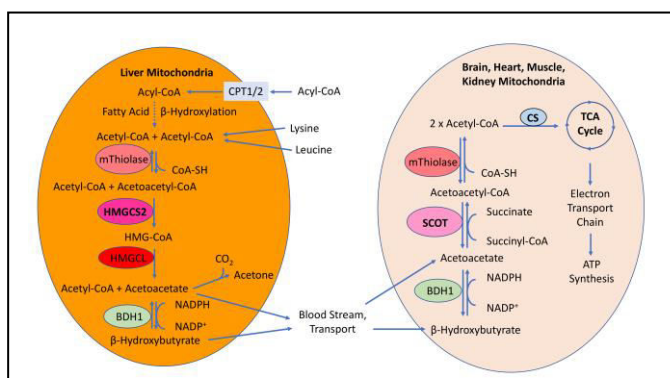 Liver Mitochondria
Acyl-CoA
CPT1/2
Acyl-CoA
Fatty Acid
β-Hydroxylation
Acetyl-CoA + Acetyl-CoA
Lysine
Leucine
mThiolase
CoA-SH
Acetyl-CoA + Acetoacetyl-CoA
HMGCS2
HMG-CoA
HMGCL
CO2
Acetone
Acetyl-CoA + Acetoacetate
BDH1
NADPH
NADP⁺
β-Hydroxybutyrate
Blood Stream,
Transport
Brain, Heart, Muscle,
Kidney Mitochondria
2 x Acetyl-CoA
CS
TCA
Cycle
mThiolase
CoA-SH
Acetoacetyl-CoA
SCOT
Succinate
Succinyl-CoA
Acetoacetate
BDH1
NADPH
NADP⁺
β-Hydroxybutyrate
Electron
Transport
Chain
ATP
Synthesis